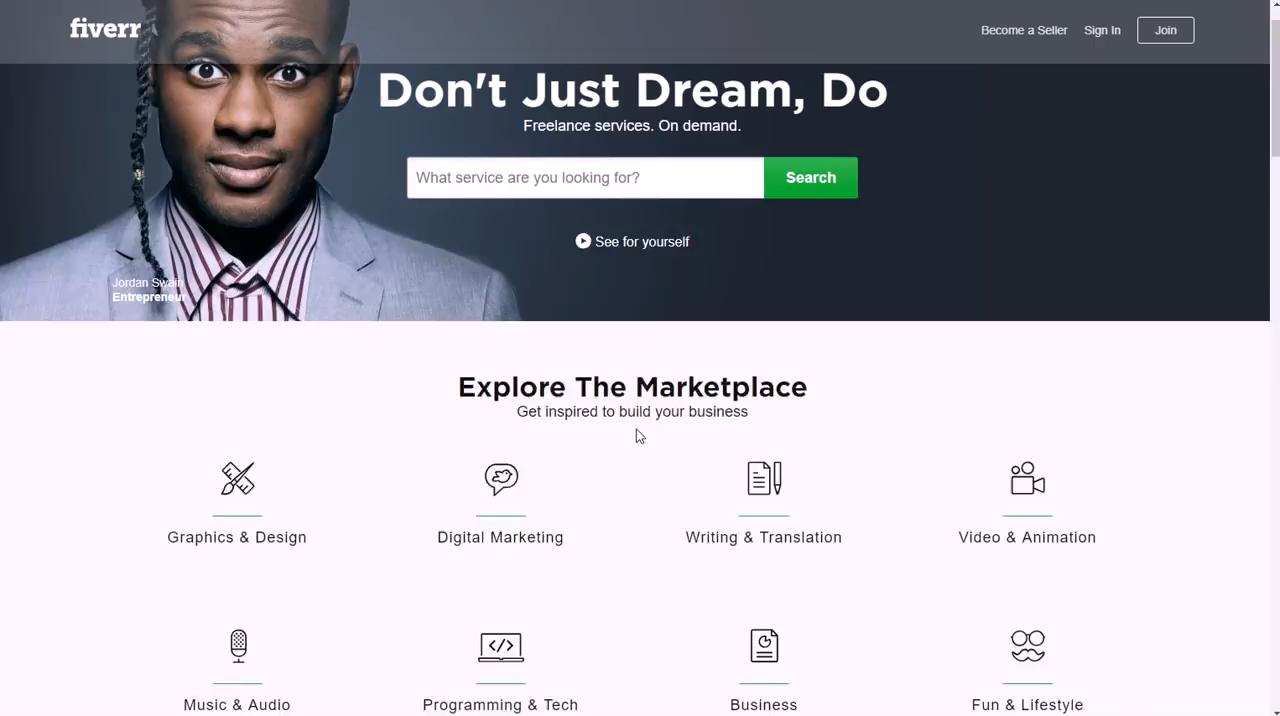 fiverr
Become a Seller
Sign In
Join
Don't Just Dream, Do
Freelance services. On demand.
What service are you looking for?
Search
See for yourself
Jordan Swain
Entrepreneur
Explore The Marketplace
Get inspired to build your business
Graphics & Design
Digital Marketing
Writing & Translation
Video & Animation
Music & Audio
Programming & Tech
Business
Fun & Lifestyle